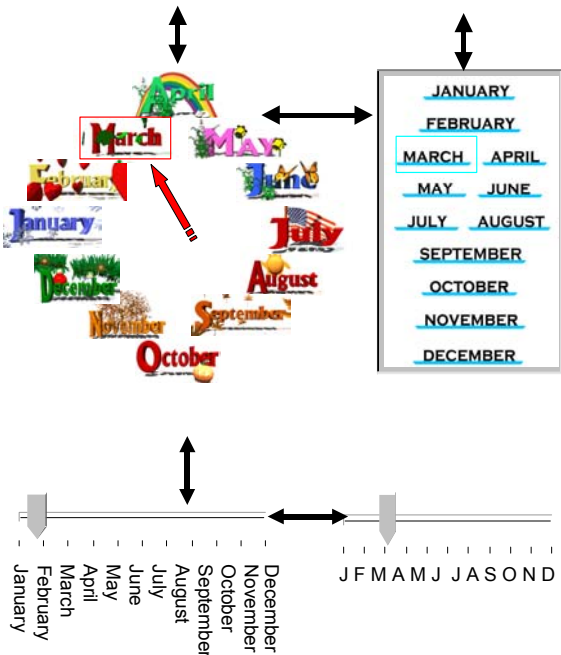 April
March
May
February
June
January
July
December
August
November
September
October
JANUARY
FEBRUARY
MARCH APRIL
MAY JUNE
JULY AUGUST
SEPTEMBER
OCTOBER
NOVEMBER
DECEMBER
January
February
March
April
May
June
July
August
September
October
November
December
J F M A M J J A S O N D